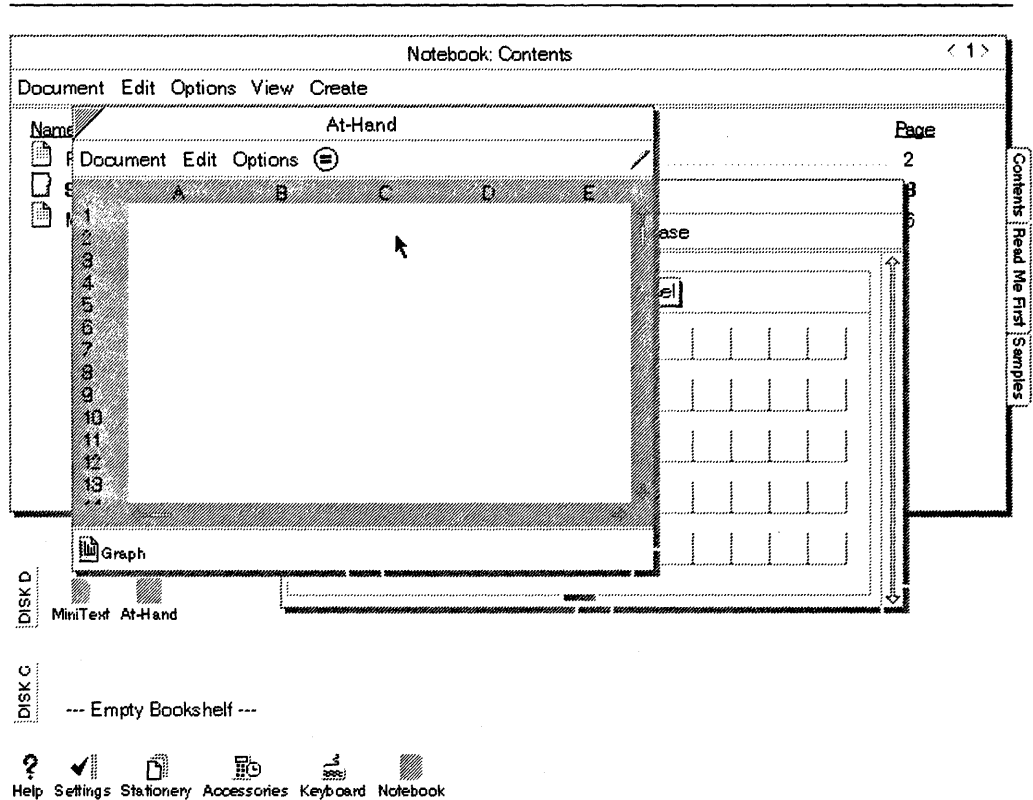 Notebook: Contents < 1 >
Document Edit Options View Create
Name Page
2
At-Hand
Document Edit Options
A B C D E
1
2
3
4
5
6
7
8
9
10
11
12
13
ase
el
Graph
Contents
Read Me First
Samples
DISK D
MiniText At-Hand
DISK C
--- Empty Bookshelf ---
Help Settings Stationery Accessories Keyboard Notebook